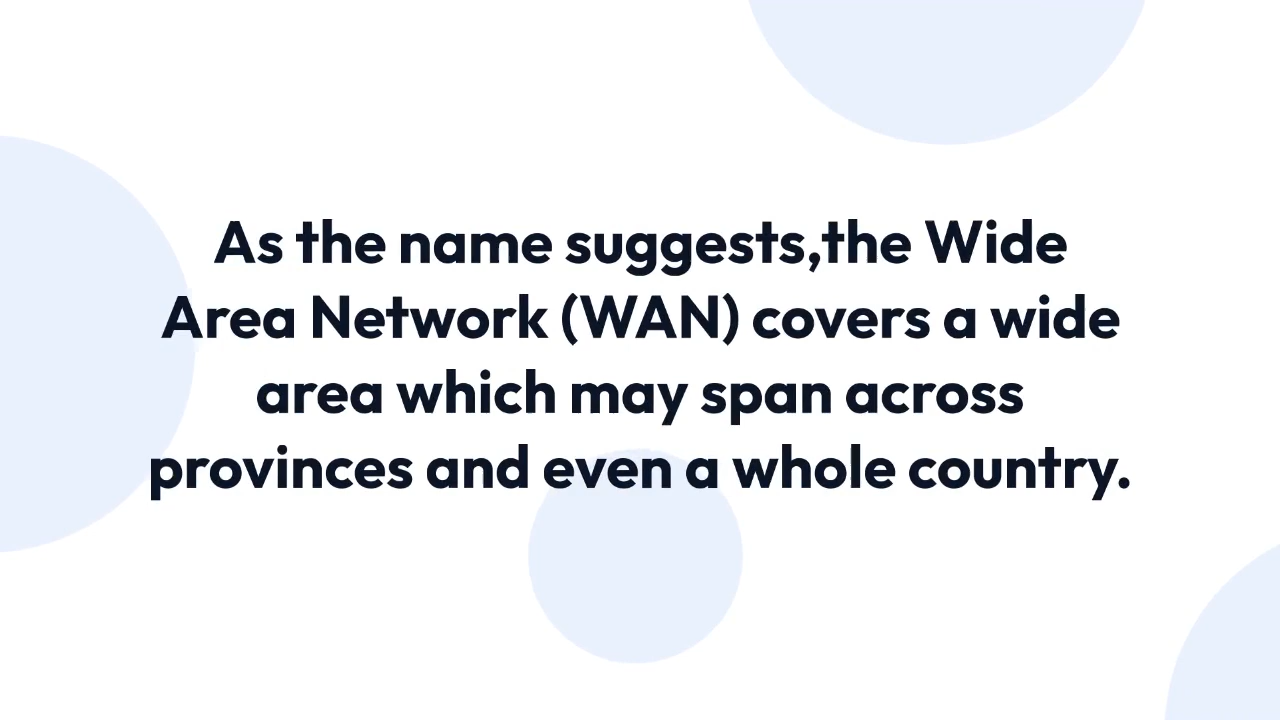 As the name suggests,the Wide
Area Network (WAN) covers a wide
area which may span across
provinces and even a whole country.